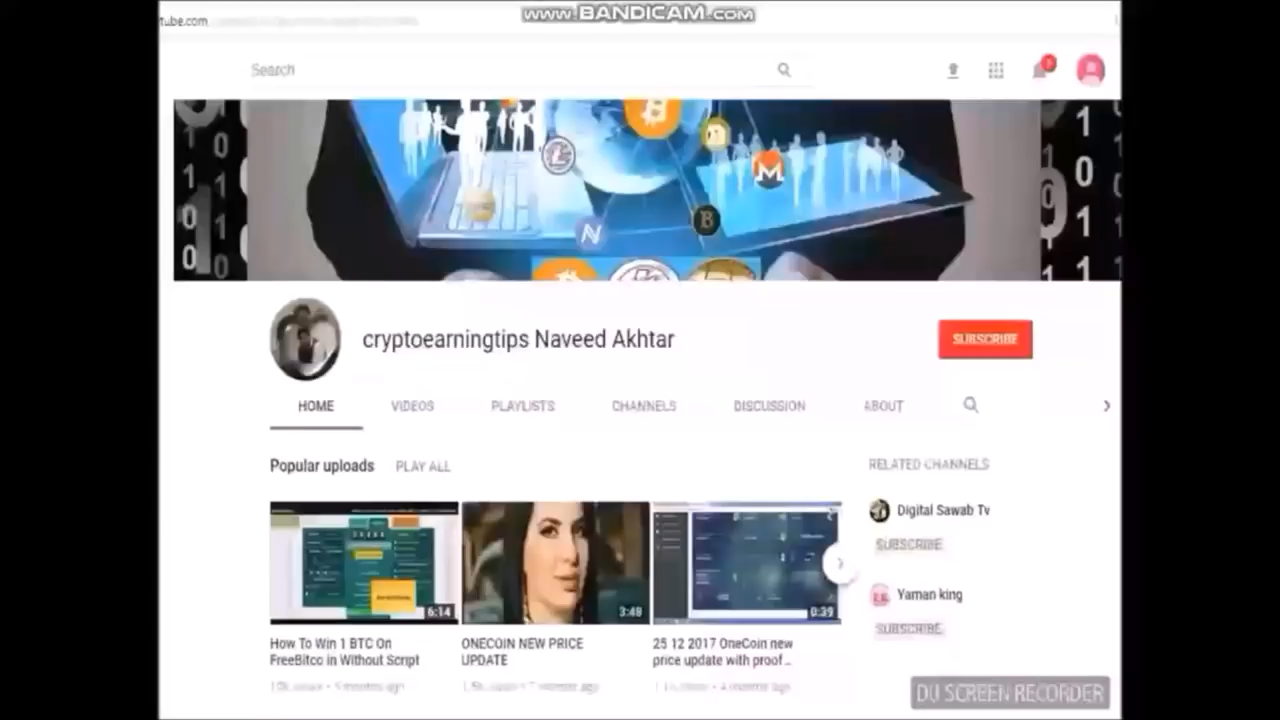 www.BANDICAM.COM
tube.com
Search
cryptoearningtips Naveed Akhtar
SUBSCRIBE
HOME VIDEOS PLAYLISTS CHANNELS DISCUSSION ABOUT
Popular uploads PLAY ALL
RELATED CHANNELS
Digital Sawab Tv
SUBSCRIBE
Yaman king
SUBSCRIBE
6:14
3:48
0:39
How To Win 1 BTC On
FreeBitco in Without Script
ONECOIN NEW PRICE
UPDATE
25 12 2017 OneCoin new
price update with proof...
DU SCREEN RECORDER